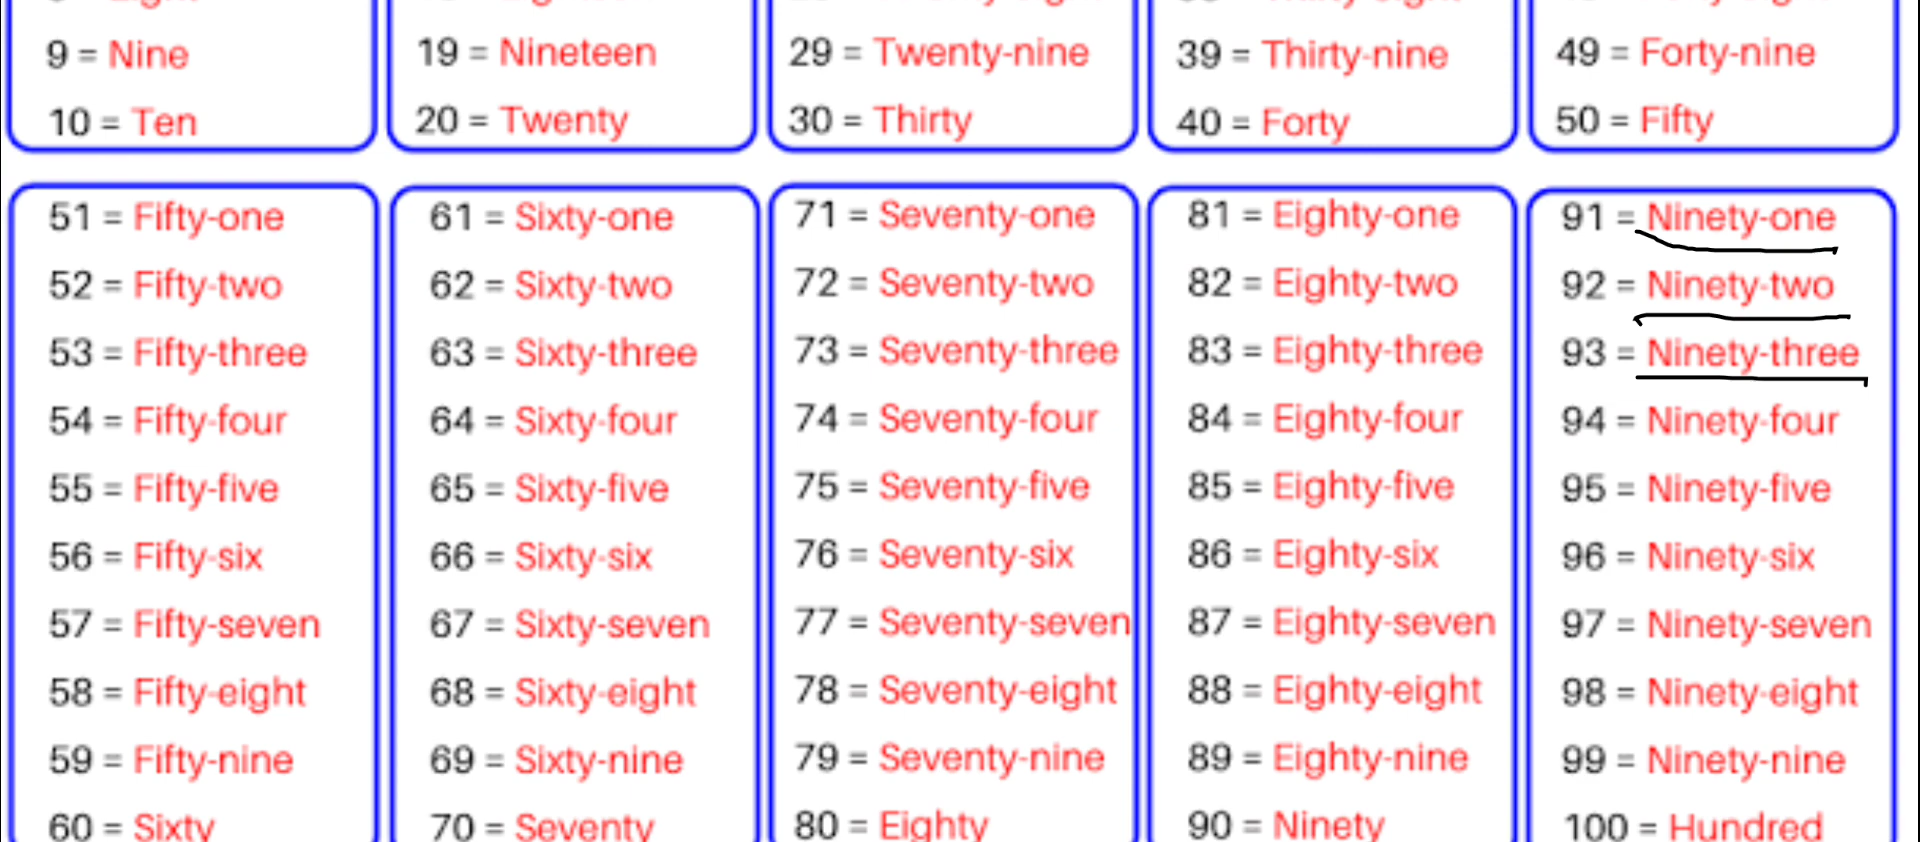 9 = Nine
10 = Ten
19 = Nineteen
20 = Twenty
29 = Twenty-nine
30 = Thirty
39 = Thirty-nine
40 = Forty
49 = Forty-nine
50 = Fifty
51 = Fifty-one
52 = Fifty-two
53 = Fifty-three
54 = Fifty-four
55 = Fifty-five
56 = Fifty-six
57 = Fifty-seven
58 = Fifty-eight
59 = Fifty-nine
60 = Sixty
61 = Sixty-one
62 = Sixty-two
63 = Sixty-three
64 = Sixty-four
65 = Sixty-five
66 = Sixty-six
67 = Sixty-seven
68 = Sixty-eight
69 = Sixty-nine
70 = Seventy
71 = Seventy-one
72 = Seventy-two
73 = Seventy-three
74 = Seventy-four
75 = Seventy-five
76 = Seventy-six
77 = Seventy-seven
78 = Seventy-eight
79 = Seventy-nine
80 = Eighty
81 = Eighty-one
82 = Eighty-two
83 = Eighty-three
84 = Eighty-four
85 = Eighty-five
86 = Eighty-six
87 = Eighty-seven
88 = Eighty-eight
89 = Eighty-nine
90 = Ninety
91 = Ninety-one
92 = Ninety-two
93 = Ninety-three
94 = Ninety-four
95 = Ninety-five
96 = Ninety-six
97 = Ninety-seven
98 = Ninety-eight
99 = Ninety-nine
100 = Hundred